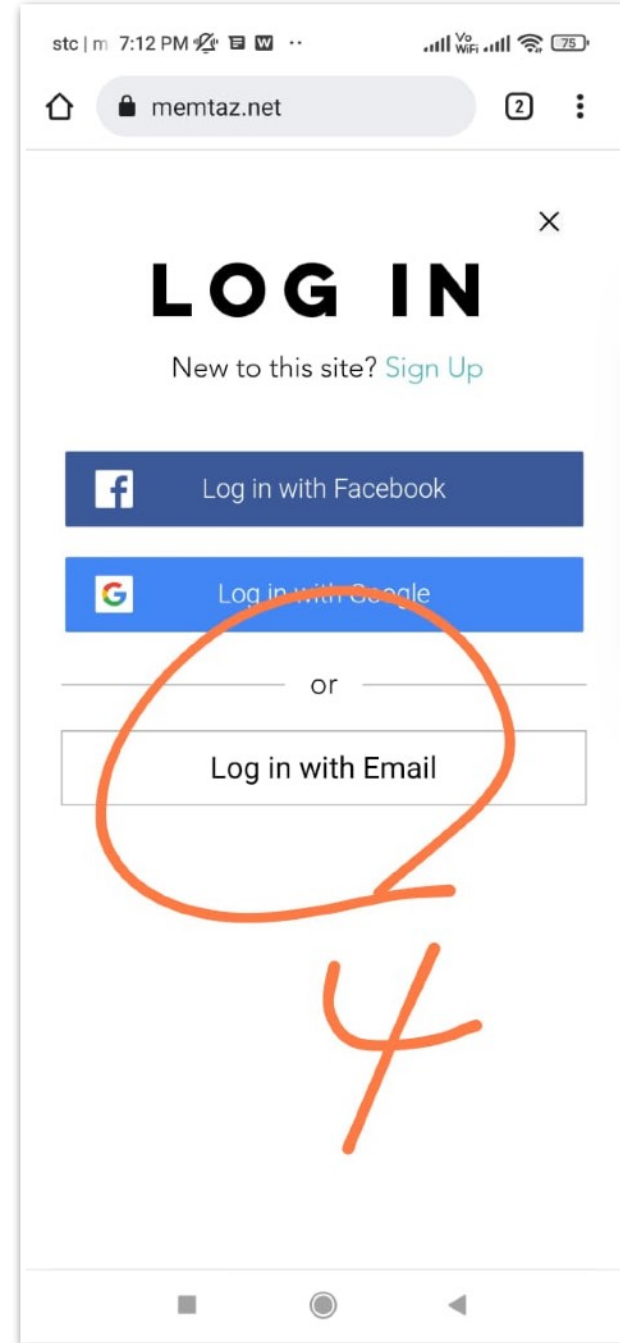 stc | m 7:12 PM Vo WiFi 75
memtaz.net 2
LOG IN
New to this site? Sign Up
Log in with Facebook
Log in with Google
or
Log in with Email
4